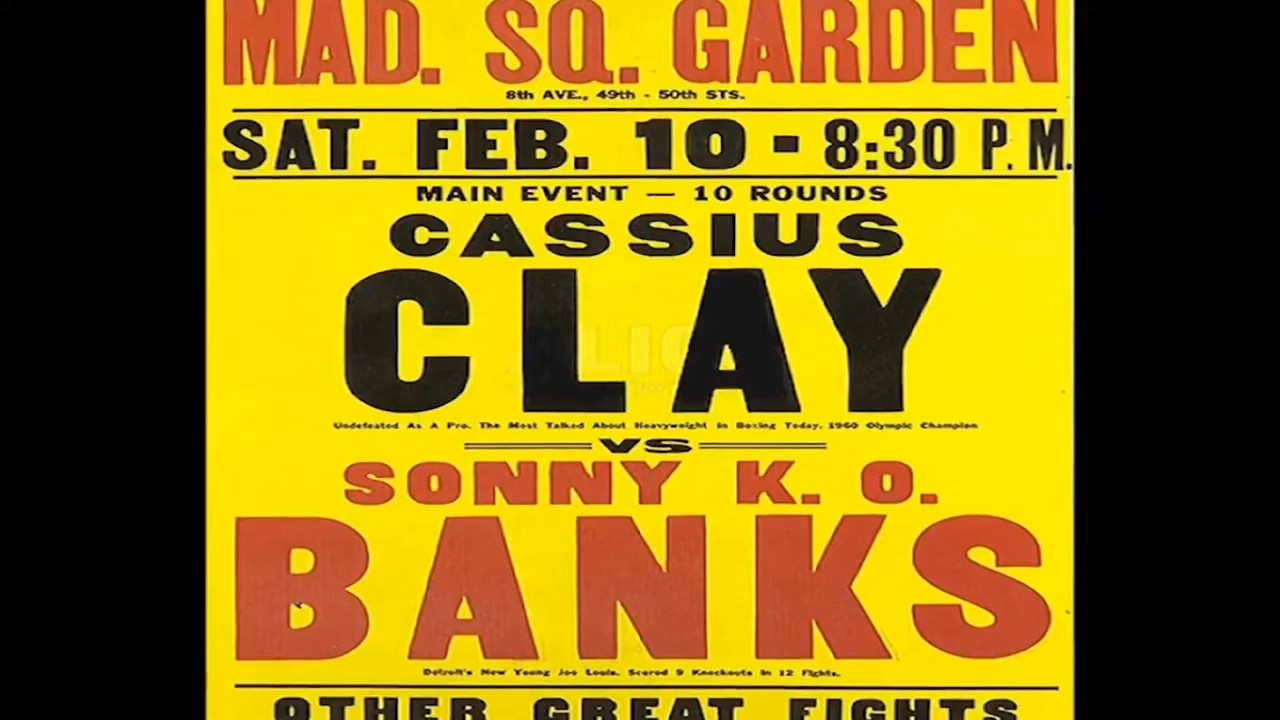 MAD. SQ. GARDEN
8th AVE., 49th - 50th STS.
SAT. FEB. 10 ▪ 8:30 P. M.
MAIN EVENT — 10 ROUNDS
CASSIUS
CLAY
Undefeated As A Pro. The Most Talked About Heavyweight in Boxing Today. 1960 Olympic Champion
VS
SONNY K. O.
BANKS
Detroit's New Young Joe Louis. Scored 9 Knockouts in 12 Fights.
OTHER GREAT FIGHTS